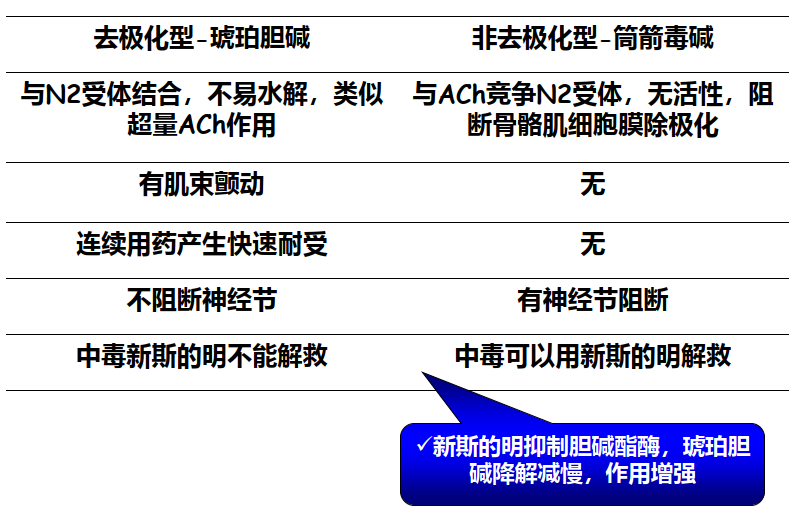 去极化型-琥珀胆碱
非去极化型-筒箭毒碱
与N2受体结合，不易水解，类似
超量ACh作用
与ACh竞争N2受体，无活性，阻
断骨骼肌细胞膜除极化
有肌束颤动
无
连续用药产生快速耐受
无
不阻断神经节
有神经节阻断
中毒新斯的明不能解救
中毒可以用新斯的明解救
✓新斯的明抑制胆碱酯酶，琥珀胆
碱降解减慢，作用增强